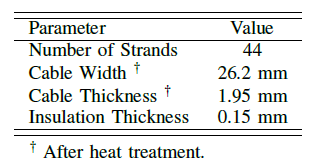 Parameter Value
Number of Strands 44
Cable Width † 26.2 mm
Cable Thickness † 1.95 mm
Insulation Thickness 0.15 mm
† After heat treatment.